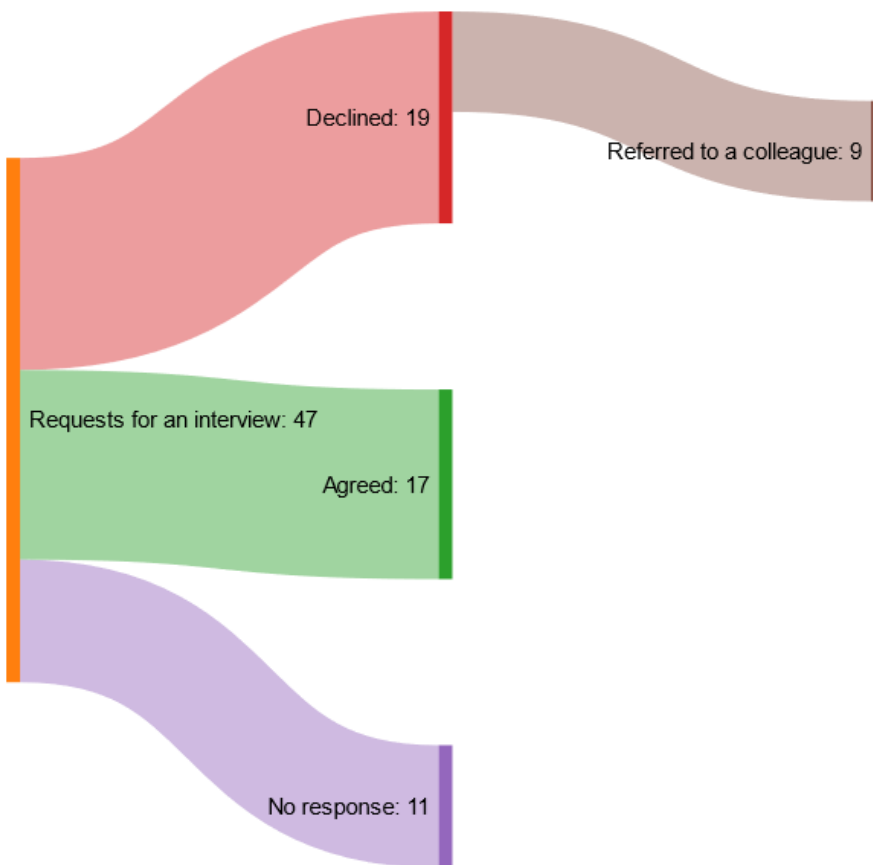 Declined: 19
Referred to a colleague: 9
Requests for an interview: 47
Agreed: 17
No response: 11